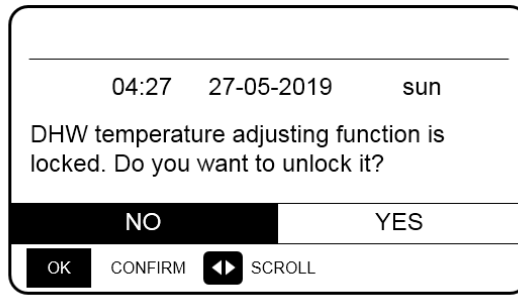 04:27 27-05-2019 sun
DHW temperature adjusting function is
locked. Do you want to unlock it?
NO YES
OK CONFIRM SCROLL